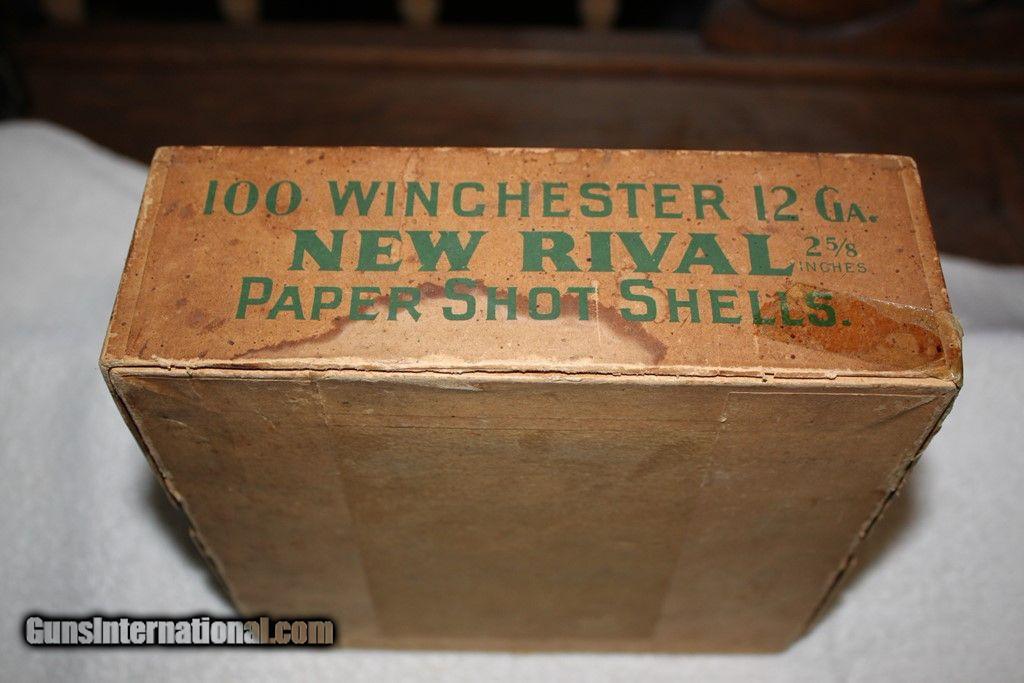 100 WINCHESTER 12 GA.
NEW RIVAL 2 5/8 INCHES
PAPER SHOT SHELLS.
GunsInternational.com